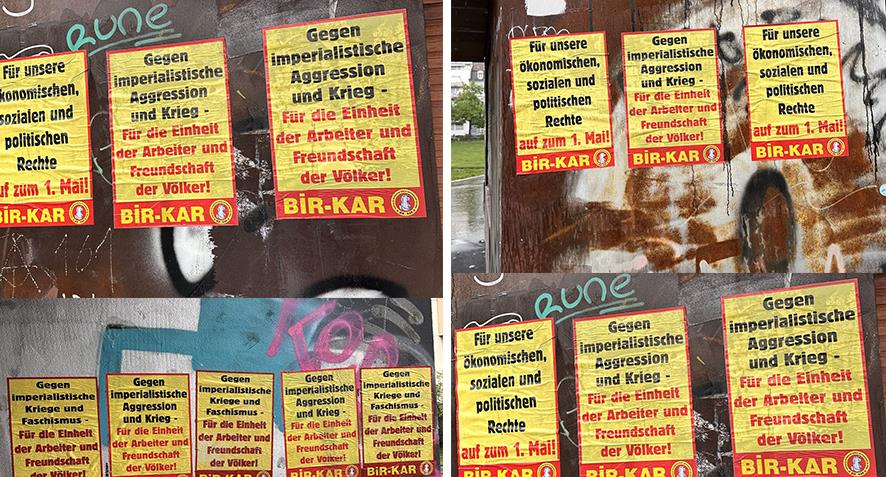 RUNE
Für unsere
ökonomischen,
sozialen und
politischen
Rechte
auf zum 1. Mai!
BİR-KAR
Gegen
imperialistische
Aggression
und Krieg -
Für die Einheit
der Arbeiter und
Freundschaft
der Völker!
BİR-KAR
Gegen
imperialistische
Aggression
und Krieg -
Für die Einheit
der Arbeiter und
Freundschaft
der Völker!
BİR-KAR
Für unsere
ökonomischen,
sozialen und
politischen
Rechte
auf zum 1. Mai!
BİR-KAR
Gegen
imperialistische
Aggression
und Krieg -
Für die Einheit
der Arbeiter und
Freundschaft
der Völker!
BİR-KAR
Für unsere
ökonomischen,
sozialen und
politischen
Rechte
auf zum 1. Mai!
BİR-KAR
Gegen
imperialistische
Kriege und
Faschismus -
Für die Einheit
der Arbeiter und
Freundschaft
der Völker!
Gegen
imperialistische
Aggression
und Krieg -
Für die Einheit
der Arbeiter und
Freundschaft
der Völker!
Gegen
imperialistische
Kriege und
Faschismus -
Für die Einheit
der Arbeiter und
Freundschaft
der Völker!
BİR-KAR
Gegen
imperialistische
Aggression
und Krieg -
Für die Einheit
der Arbeiter und
Freundschaft
der Völker!
BİR-KAR
Gegen
imperialistische
Kriege und
Faschismus -
Für die Einheit
der Arbeiter und
Freundschaft
der Völker!
BİR-KAR
RUNE
Für unsere
ökonomischen,
sozialen und
politischen
Rechte
auf zum 1. Mai!
BİR-KAR
Gegen
imperialistische
Aggression
und Krieg -
Für die Einheit
der Arbeiter und
Freundschaft
der Völker!
BİR-KAR
Gegen
imperialistische
Aggression
und Krieg -
Für die Einheit
der Arbeiter und
Freundschaft
der Völker!
BİR-KAR